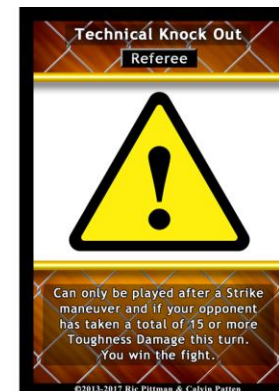 Technical Knock Out
Referee
!
Can only be played after a Strike
maneuver and if your opponent
has taken a total of 15 or more
Toughness Damage this turn.
You win the fight.
©2013-2017 Ric Pittman & Calvin Patten